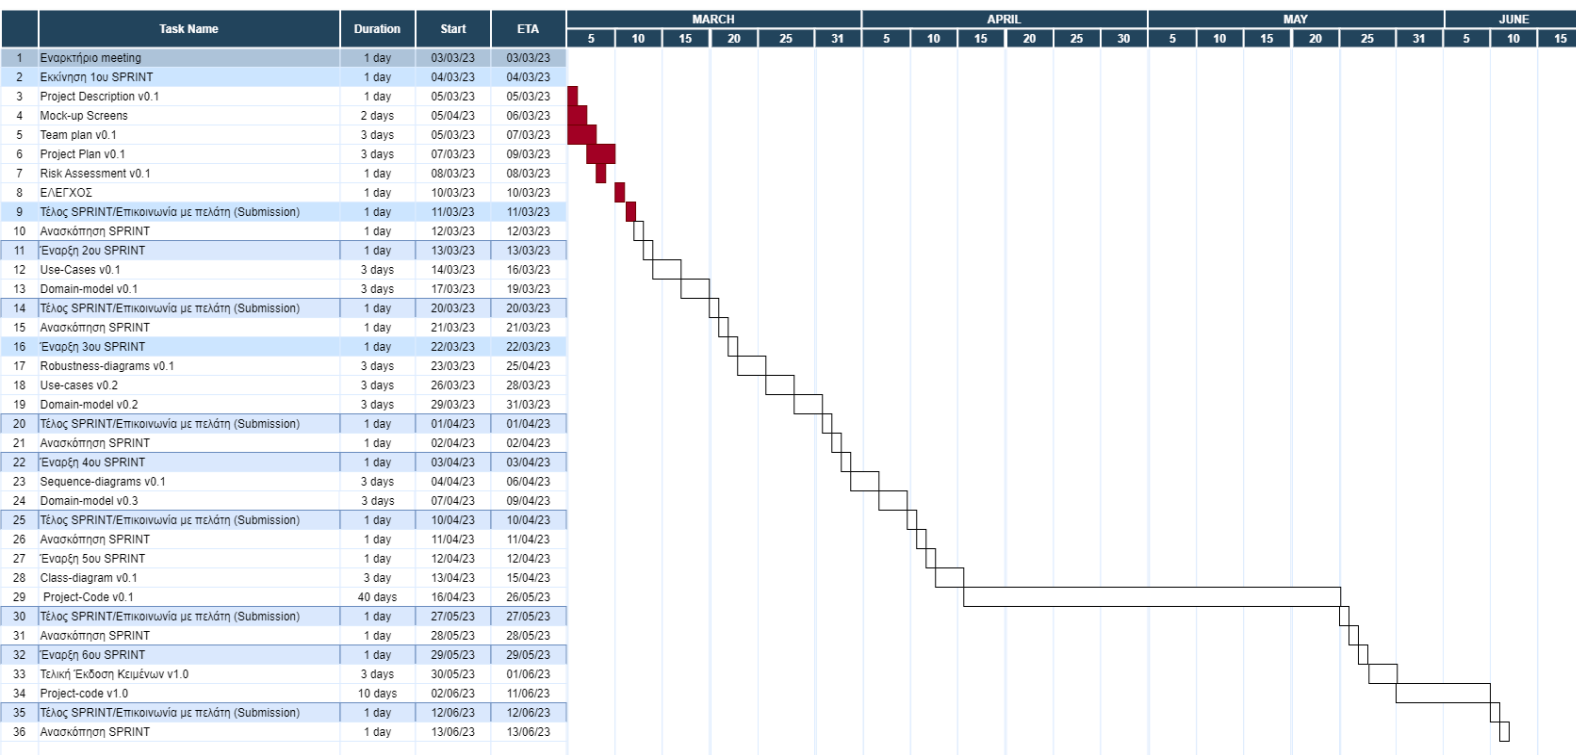 MARCH APRIL MAY JUNE
Task Name Duration Start ETA
5 10 15 20 25 31 5 10 15 20 25 30 5 10 15 20 25 31 5 10 15
1 Εναρκτήριο meeting 1 day 03/03/23 03/03/23
2 Εκκίνηση 1ου SPRINT 1 day 04/03/23 04/03/23
3 Project Description v0.1 1 day 05/03/23 05/03/23
4 Mock-up Screens 2 days 05/04/23 06/03/23
5 Team plan v0.1 3 days 05/03/23 07/03/23
6 Project Plan v0.1 3 days 07/03/23 09/03/23
7 Risk Assessment v0.1 1 day 08/03/23 08/03/23
8 ΕΛΕΓΧΟΣ 1 day 10/03/23 10/03/23
9 Τέλος SPRINT/Επικοινωνία με πελάτη (Submission) 1 day 11/03/23 11/03/23
10 Ανασκόπηση SPRINT 1 day 12/03/23 12/03/23
11 Έναρξη 2ου SPRINT 1 day 13/03/23 13/03/23
12 Use-Cases v0.1 3 days 14/03/23 16/03/23
13 Domain-model v0.1 3 days 17/03/23 19/03/23
14 Τέλος SPRINT/Επικοινωνία με πελάτη (Submission) 1 day 20/03/23 20/03/23
15 Ανασκόπηση SPRINT 1 day 21/03/23 21/03/23
16 Έναρξη 3ου SPRINT 1 day 22/03/23 22/03/23
17 Robustness-diagrams v0.1 3 days 23/03/23 25/04/23
18 Use-cases v0.2 3 days 26/03/23 28/03/23
19 Domain-model v0.2 3 days 29/03/23 31/03/23
20 Τέλος SPRINT/Επικοινωνία με πελάτη (Submission) 1 day 01/04/23 01/04/23
21 Ανασκόπηση SPRINT 1 day 02/04/23 02/04/23
22 Έναρξη 4ου SPRINT 1 day 03/04/23 03/04/23
23 Sequence-diagrams v0.1 3 days 04/04/23 06/04/23
24 Domain-model v0.3 3 days 07/04/23 09/04/23
25 Τέλος SPRINT/Επικοινωνία με πελάτη (Submission) 1 day 10/04/23 10/04/23
26 Ανασκόπηση SPRINT 1 day 11/04/23 11/04/23
27 Έναρξη 5ου SPRINT 1 day 12/04/23 12/04/23
28 Class-diagram v0.1 3 day 13/04/23 15/04/23
29 Project-Code v0.1 40 days 16/04/23 26/05/23
30 Τέλος SPRINT/Επικοινωνία με πελάτη (Submission) 1 day 27/05/23 27/05/23
31 Ανασκόπηση SPRINT 1 day 28/05/23 28/05/23
32 Έναρξη 6ου SPRINT 1 day 29/05/23 29/05/23
33 Τελική Έκδοση Κειμένων v1.0 3 days 30/05/23 01/06/23
34 Project-code v1.0 10 days 02/06/23 11/06/23
35 Τέλος SPRINT/Επικοινωνία με πελάτη (Submission) 1 day 12/06/23 12/06/23
36 Ανασκόπηση SPRINT 1 day 13/06/23 13/06/23